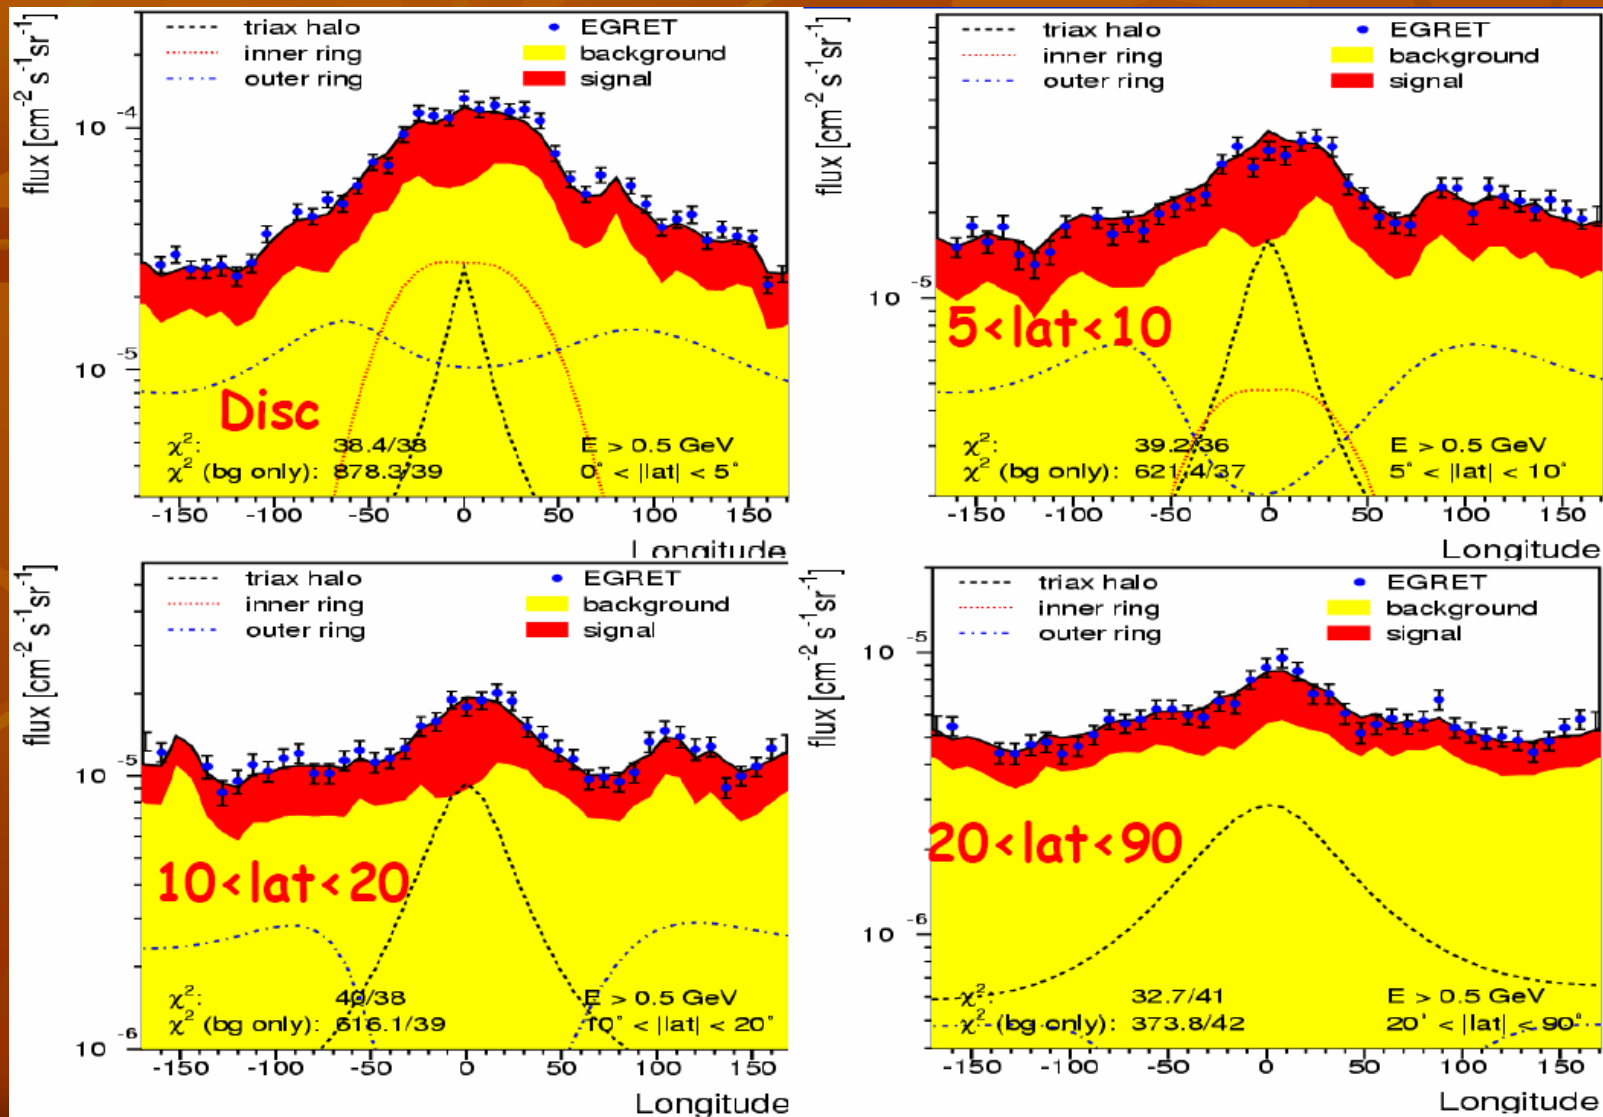 flux [cm-2 s-1sr-1]
triax halo
inner ring
outer ring
EGRET
background
signal
10 -4
10 -5
Disc
χ2: 38.4/38 E > 0.5 GeV
χ2 (bg only): 878.3/39 0° < |lat| < 5°
-150 -100 -50 0 50 100 150
Longitude
flux [cm-2 s-1sr-1]
triax halo
inner ring
outer ring
EGRET
background
signal
10 -5
5<lat<10
χ2: 39.2/36 E > 0.5 GeV
χ2 (bg only): 621.4/37 5° < |lat| < 10°
-150 -100 -50 0 50 100 150
Longitude
flux [cm-2 s-1sr-1]
triax halo
inner ring
outer ring
EGRET
background
signal
10 -5
10<lat<20
χ2: 40/38 E > 0.5 GeV
χ2 (bg only): 616.1/39 10° < |lat| < 20°
10 -6
-150 -100 -50 0 50 100 150
Longitude
flux [cm-2 s-1sr-1]
triax halo
inner ring
outer ring
EGRET
background
signal
10 -5
20<lat<90
10 -6
χ2: 32.7/41 E > 0.5 GeV
χ2 (bg only): 373.8/42 20° < |lat| < 90°
-150 -100 -50 0 50 100 150
Longitude